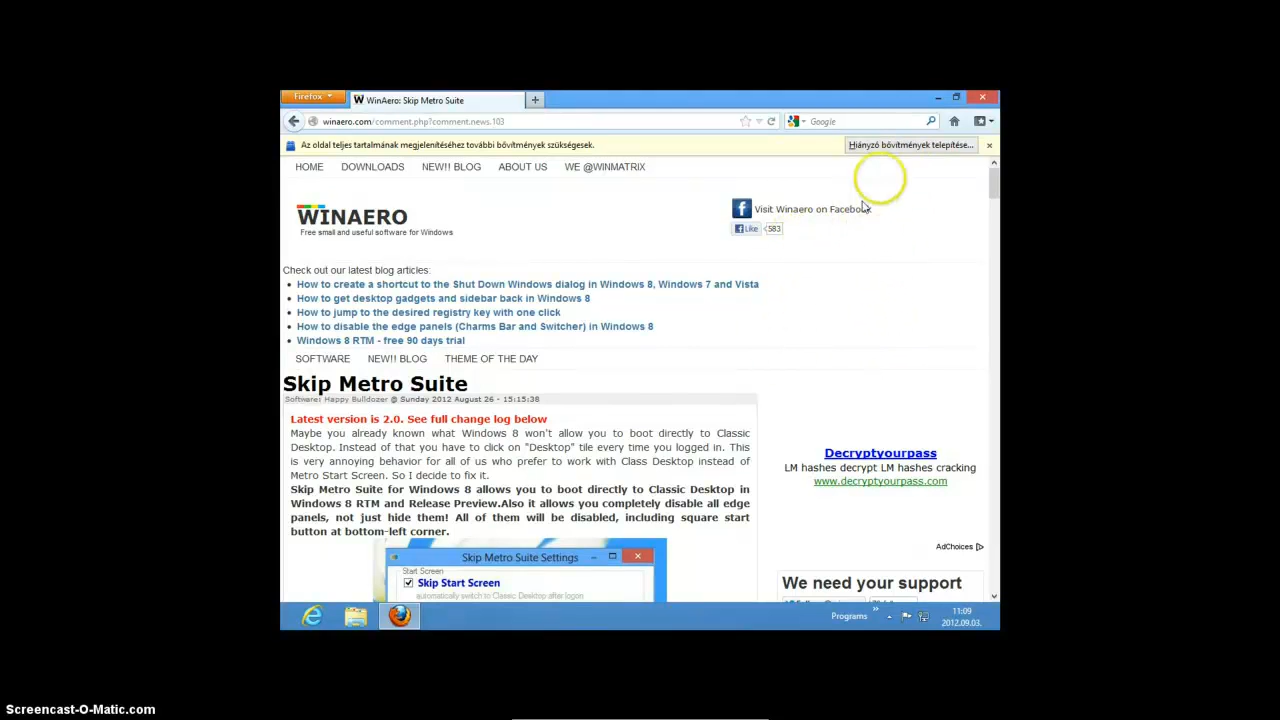 Firefox
WinAero: Skip Metro Suite
winaero.com/comment.php?comment.news.103
Google
Az oldal teljes tartalmának megjelenítéséhez további bővítmények szükségesek.
Hiányzó bővítmények telepítése...
HOME DOWNLOADS NEW!! BLOG ABOUT US WE @WINMATRIX
WINAERO
Free small and useful software for Windows
Visit Winaero on Facebook
Like 583
Check out our latest blog articles:
How to create a shortcut to the Shut Down Windows dialog in Windows 8, Windows 7 and Vista
How to get desktop gadgets and sidebar back in Windows 8
How to jump to the desired registry key with one click
How to disable the edge panels (Charms Bar and Switcher) in Windows 8
Windows 8 RTM - free 90 days trial
SOFTWARE NEW!! BLOG THEME OF THE DAY
Skip Metro Suite
Software: Happy Bulldozer @ Sunday 2012 August 26 - 15:15:38
Latest version is 2.0. See full change log below
Maybe you already known what Windows 8 won't allow you to boot directly to Classic
Desktop. Instead of that you have to click on "Desktop" tile every time you logged in. This
is very annoying behavior for all of us who prefer to work with Class Desktop instead of
Metro Start Screen. So I decide to fix it.
Skip Metro Suite for Windows 8 allows you to boot directly to Classic Desktop in
Windows 8 RTM and Release Preview.Also it allows you completely disable all edge
panels, not just hide them! All of them will be disabled, including square start
button at bottom-left corner.
Skip Metro Suite Settings
Start Screen
Skip Start Screen
automatically switch to Classic Desktop after logon
Decryptyourpass
LM hashes decrypt LM hashes cracking
www.decryptyourpass.com
AdChoices
We need your support
Programs
11:09
2012.09.03.
Screencast-O-Matic.com